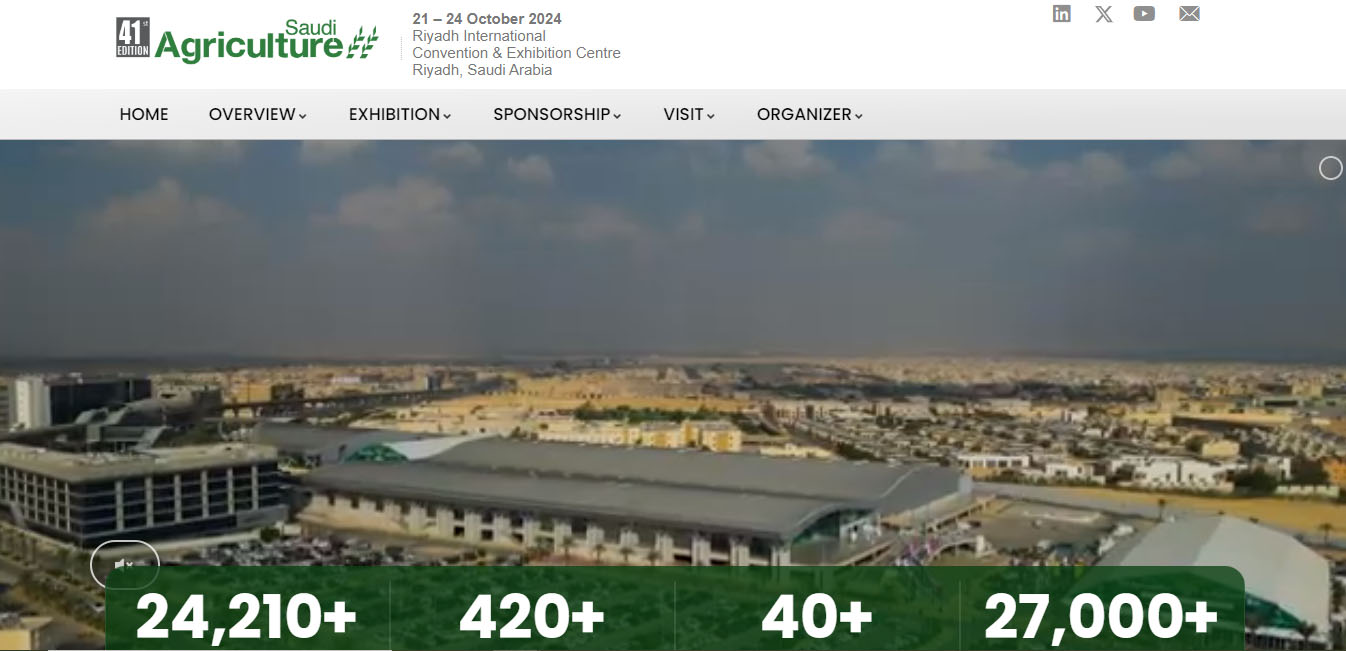 41st
EDITION
Saudi
Agriculture
21 – 24 October 2024
Riyadh International
Convention & Exhibition Centre
Riyadh, Saudi Arabia
in
X
HOME
OVERVIEW
EXHIBITION
SPONSORSHIP
VISIT
ORGANIZER
24,210+
420+
40+
27,000+